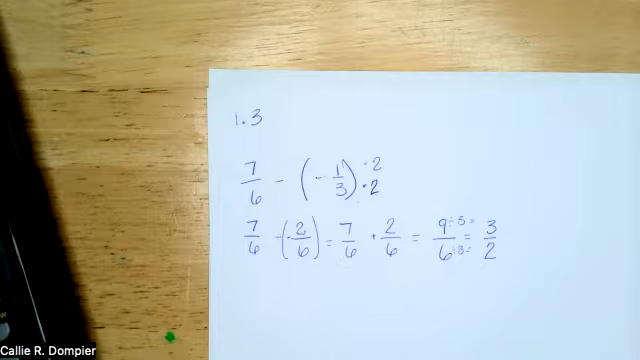 1.3
7/6 - (- 1/3) · 2 / · 2
7/6 - (- 2/6) = 7/6 + 2/6 = 9 ÷ 3 = / 6 ÷ 3 = = 3/2
Callie R. Dompier